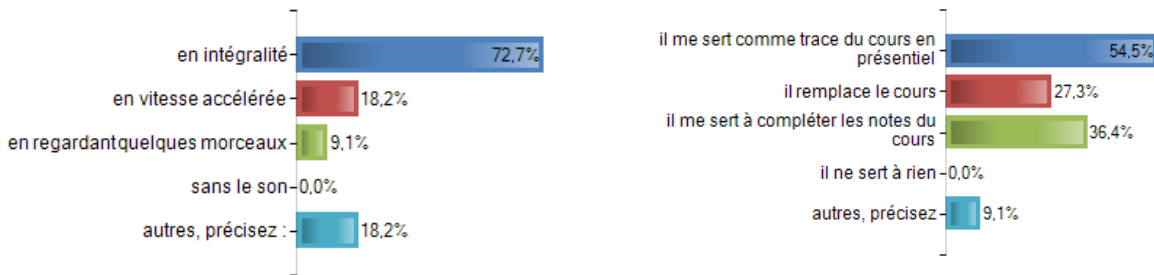 en intégralité
72,7%
en vitesse accélérée
18,2%
en regardant quelques morceaux
9,1%
sans le son
0,0%
autres, précisez :
18,2%
il me sert comme trace du cours en
présentiel
54,5%
il remplace le cours
27,3%
il me sert à compléter les notes du
cours
36,4%
il ne sert à rien
0,0%
autres, précisez
9,1%